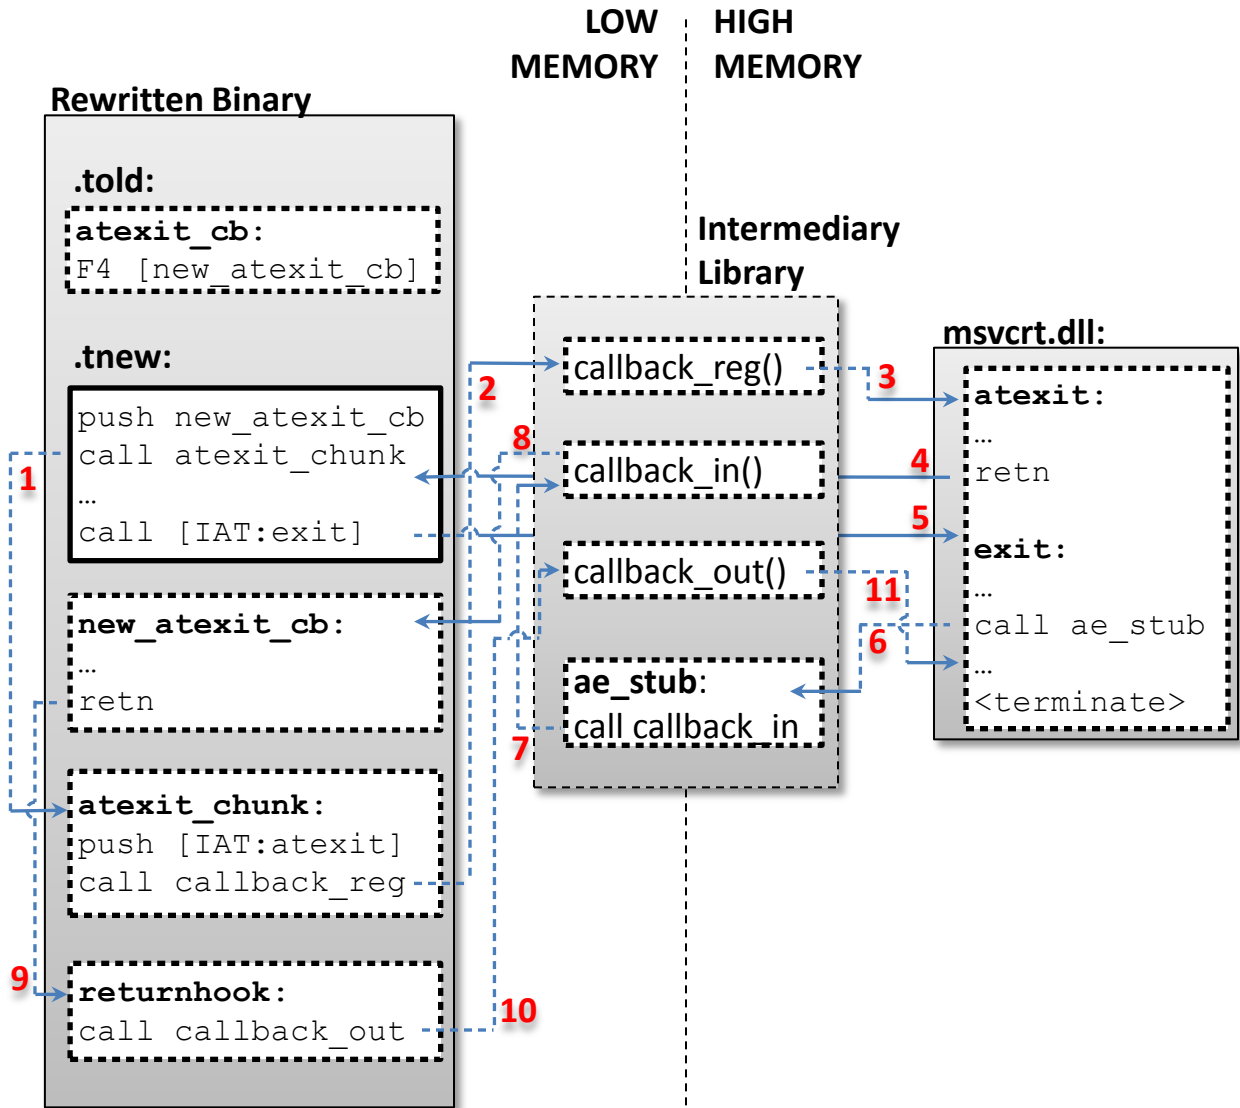 LOW
MEMORY
HIGH
MEMORY
Rewritten Binary
.told:
atexit_cb:
F4 [new_atexit_cb]
.tnew:
push new_atexit_cb
call atexit_chunk
…
call [IAT:exit]
new_atexit_cb:
…
retn
atexit_chunk:
push [IAT:atexit]
call callback_reg
returnhook:
call callback_out
Intermediary
Library
callback_reg()
callback_in()
callback_out()
ae_stub:
call callback_in
msvcrt.dll:
atexit:
…
retn
exit:
…
call ae_stub
…
<terminate>
1
2
3
4
5
6
7
8
9
10
11